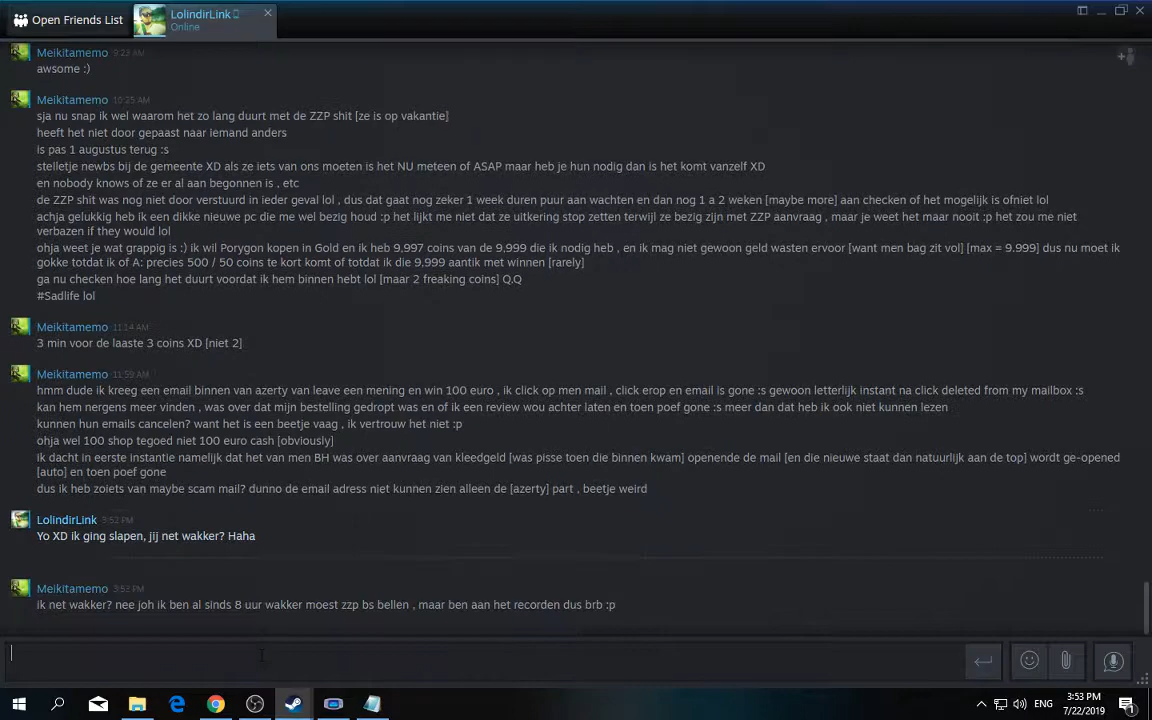 Open Friends List
LolindirLink
Online
Meikitamemo 9:23 AM
awsome :)
Meikitamemo 10:25 AM
sja nu snap ik wel waarom het zo lang duurt met de ZZP shit [ze is op vakantie]
heeft het niet door gepaast naar iemand anders
is pas 1 augustus terug :s
stelletje newbs bij de gemeente XD als ze iets van ons moeten is het NU meteen of ASAP maar heb je hun nodig dan is het komt vanzelf XD
en nobody knows of ze er al aan begonnen is , etc
de ZZP shit was nog niet door verstuurd in ieder geval lol , dus dat gaat nog zeker 1 week duren puur aan wachten en dan nog 1 a 2 weken [maybe more] aan checken of het mogelijk is ofniet lol
achja gelukkig heb ik een dikke nieuwe pc die me wel bezig houd :p het lijkt me niet dat ze uitkering stop zetten terwijl ze bezig zijn met ZZP aanvraag , maar je weet het maar nooit :p het zou me niet
verbazen if they would lol
ohja weet je wat grappig is :) ik wil Porygon kopen in Gold en ik heb 9,997 coins van de 9.999 die ik nodig heb , en ik mag niet gewoon geld wasten ervoor [want men bag zit vol] [max = 9.999] dus nu moet ik
gokke totdat ik of A: precies 500 / 50 coins te kort komt of totdat ik die 9.999 aantik met winnen [rarely]
ga nu checken hoe lang het duurt voordat ik hem binnen hebt lol [maar 2 freaking coins] Q,Q
#Sadlife lol
Meikitamemo 11:14 AM
3 min voor de laaste 3 coins XD [niet 2]
Meikitamemo 11:59 AM
hmm dude ik kreeg een email binnen van azerty van leave een mening en win 100 euro , ik click op men mail , click erop en email is gone :s gewoon letterlijk instant na click deleted from my mailbox :s
kan hem nergens meer vinden , was over dat mijn bestelling gedropt was en of ik een review wou achter laten en toen poef gone :s meer dan dat heb ik ook niet kunnen lezen
kunnen hun emails cancelen? want het is een beetje vaag , ik vertrouw het niet :p
ohja wel 100 shop tegoed niet 100 euro cash [obviously]
ik dacht in eerste instantie namelijk dat het van men BH was over aanvraag van kleedgeld [was pisse toen die binnen kwam] openende de mail [en die nieuwe staat dan natuurlijk aan de top] wordt ge-opened
[auto] en toen poef gone
dus ik heb zoiets van maybe scam mail? dunno de email adress niet kunnen zien alleen de [azerty] part , beetje weird
LolindirLink 3:52 PM
Yo XD ik ging slapen, jij net wakker? Haha
Meikitamemo 3:53 PM
ik net wakker? nee joh ik ben al sinds 8 uur wakker moest zzp bs bellen , maar ben aan het recorden dus brb :p
ENG
3:53 PM
7/22/2019
1